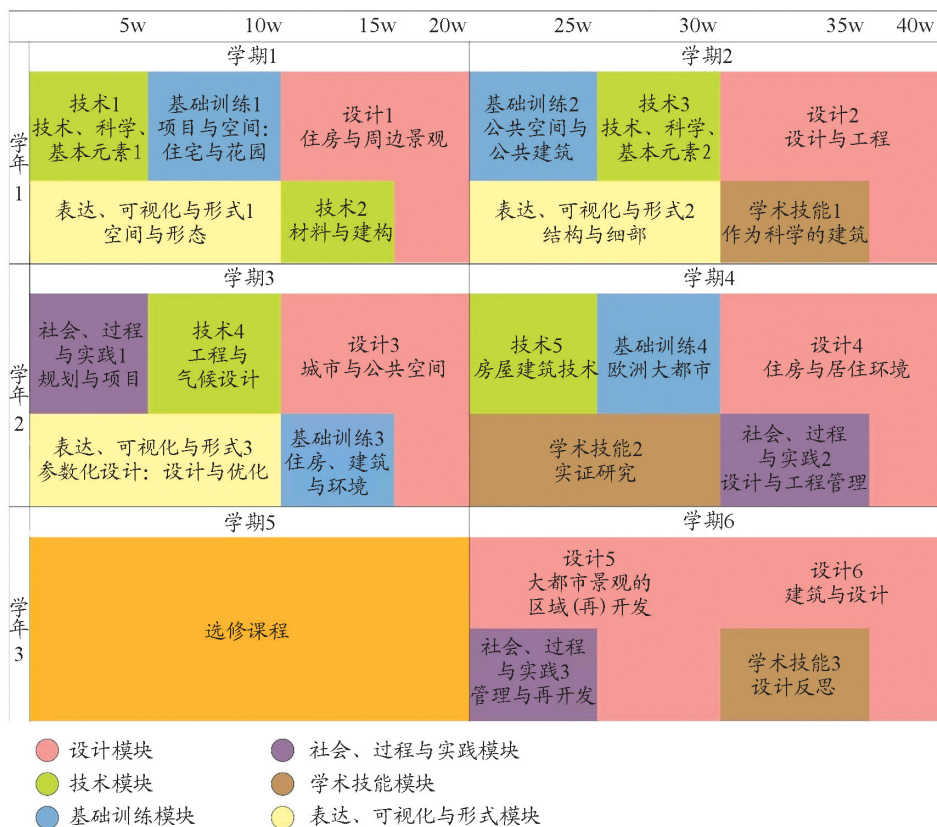 5w 10w 15w 20w 25w 30w 35w 40w
学年1
学期1
技术1
技术、科学、
基本元素1
基础训练1
项目与空间:
住宅与花园
设计1
住房与周边景观
表达、可视化与形式1
空间与形态
技术2
材料与建构
学期2
基础训练2
公共空间与
公共建筑
技术3
技术、科学、
基本元素2
设计2
设计与工程
表达、可视化与形式2
结构与细部
学术技能1
作为科学的建筑
学年2
学期3
社会、过程
与实践1
规划与项目
技术4
工程与
气候设计
设计3
城市与公共空间
表达、可视化与形式3
参数化设计：设计与优化
基础训练3
住房、建筑
与环境
学期4
技术5
房屋建筑技术
基础训练4
欧洲大都市
设计4
住房与居住环境
学术技能2
实证研究
社会、过程
与实践2
设计与工程管理
学年3
学期5
选修课程
学期6
设计5
大都市景观的
区域(再)开发
设计6
建筑与设计
社会、过程
与实践3
管理与再开发
学术技能3
设计反思
设计模块
技术模块
基础训练模块
社会、过程与实践模块
学术技能模块
表达、可视化与形式模块